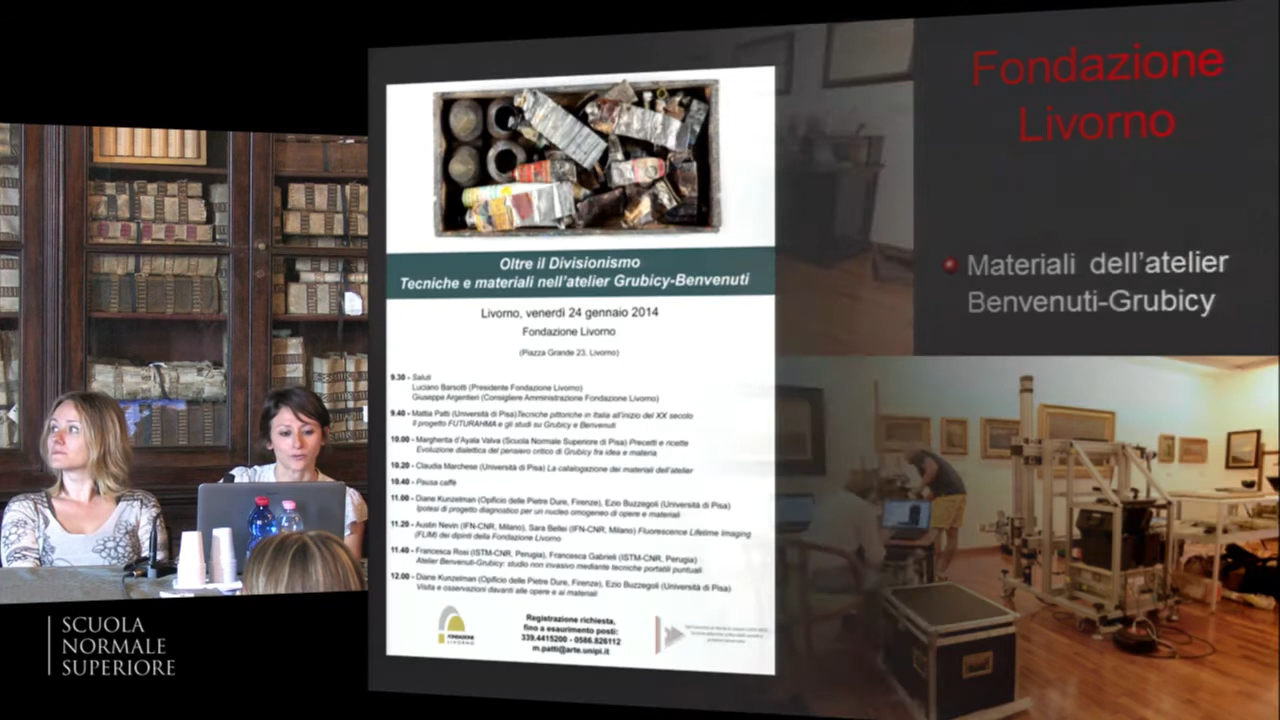 Oltre il Divisionismo
Tecniche e materiali nell'atelier Grubicy-Benvenuti
Livorno, venerdì 24 gennaio 2014
Fondazione Livorno
(Piazza Grande 23, Livorno)
9.30 - Saluti
Luciano Barsotti (Presidente Fondazione Livorno)
Giuseppe Argentieri (Consigliere Amministrazione Fondazione Livorno)
9.40 - Mattia Patti (Università di Pisa)Tecniche pittoriche in Italia all'inizio del XX secolo
Il progetto FUTURAHMA e gli studi su Grubicy e Benvenuti
10.00 - Margherita d'Ayala Valva (Scuola Normale Superiore di Pisa) Precetti e ricette
Evoluzione dialettica del pensiero critico di Grubicy fra idea e materia
10.20 - Claudia Marchese (Università di Pisa) La catalogazione dei materiali dell'atelier
10.40 - Pausa caffè
11.00 - Diane Kunzelman (Opificio delle Pietre Dure, Firenze), Ezio Buzzegoli (Università di Pisa)
Ipotesi di progetto diagnostico per un nucleo omogeneo di opere e materiali
11.20 - Austin Nevin (IFN-CNR, Milano), Sara Bellei (IFN-CNR, Milano) Fluorescence Lifetime Imaging
(FLIM) dei dipinti della Fondazione Livorno
11.40 - Francesca Rosi (ISTM-CNR, Perugia), Francesca Gabrieli (ISTM-CNR, Perugia)
Atelier Benvenuti-Grubicy: studio non invasivo mediante tecniche portatili puntuali
12.00 - Diane Kunzelman (Opificio delle Pietre Dure, Firenze), Ezio Buzzegoli (Università di Pisa)
Visita e osservazioni davanti alle opere e ai materiali
FONDAZIONE
LIVORNO
Registrazione richiesta,
fino a esaurimento posti:
339.4415200 - 0586.826112
m.patti@arte.unipi.it
Fondazione
Livorno
Materiali dell'atelier
Benvenuti-Grubicy
SCUOLA
NORMALE
SUPERIORE